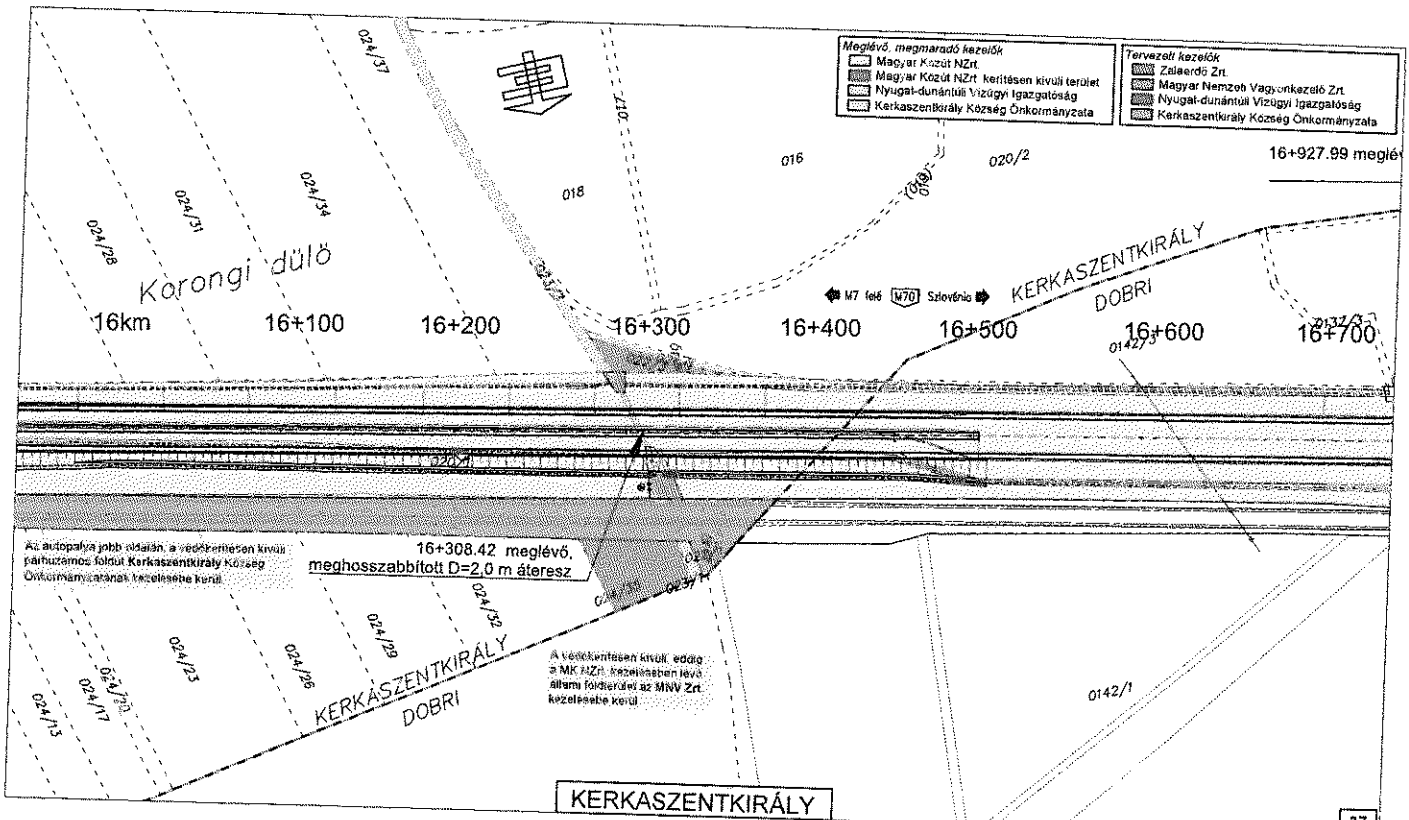 Meglévő, megmaradó kezelők
Magyar Közút NZrt.
Magyar Közút NZrt. kerítésen kívüli terület
Nyugat-dunántúli Vízügyi Igazgatóság
Kerkaszentkirály Község Önkormányzata
Tervezett kezelők
Zalaerdő Zrt.
Magyar Nemzeti Vagyonkezelő Zrt.
Nyugat-dunántúli Vízügyi Igazgatóság
Kerkaszentkirály Község Önkormányzata
16+927.99 meglé
024/37
017
016
020/2
018
024/34
024/31
024/28
Korongi dűlő
KERKASZENTKIRÁLY
DOBRI
M7 felé M70 Szlovénia
16km 16+100 16+200 16+300 16+400 16+500 16+600 16+700
0142/3
Az autópálya jobb oldalán, a védőkerítésen kívüli
párhuzamos földút Kerkaszentkirály Község
Önkormányzatának kezelésébe kerül.
16+308.42 meglévő,
meghosszabbított D=2,0 m áteresz
024/32
024/29
024/26
024/23
024/20
024/17
024/13
KERKASZENTKIRÁLY
DOBRI
A védőkerítésen kívüli, eddig
a MK NZrt. kezelésében lévő
állami földterület az MNV Zrt.
kezelésébe kerül.
0142/1
KERKASZENTKIRÁLY